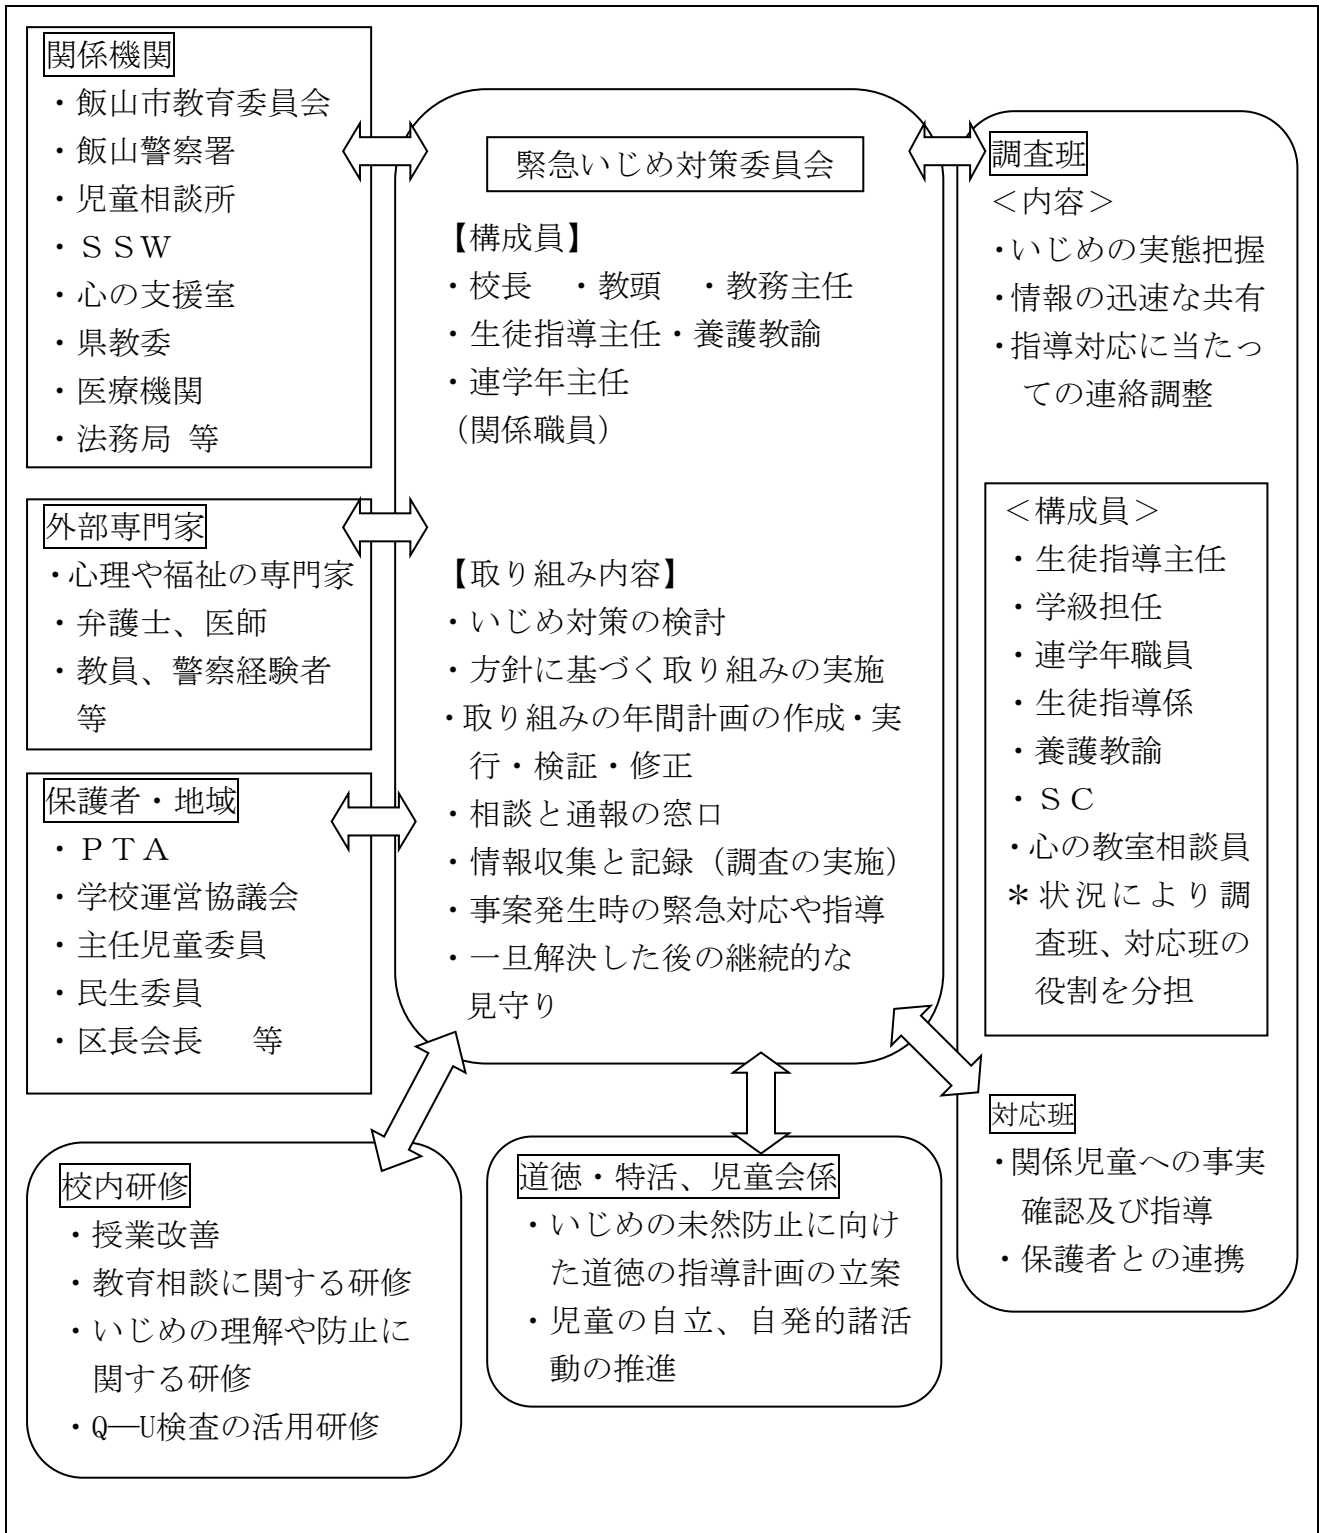 関係機関
・飯山市教育委員会
・飯山警察署
・児童相談所
・ＳＳＷ
・心の支援室
・県教委
・医療機関
・法務局 等
外部専門家
・心理や福祉の専門家
・弁護士、医師
・教員、警察経験者
等
保護者・地域
・ＰＴＡ
・学校運営協議会
・主任児童委員
・民生委員
・区長会長　等
緊急いじめ対策委員会
【構成員】
・校長　・教頭　・教務主任
・生徒指導主任・養護教諭
・連学年主任
（関係職員）
【取り組み内容】
・いじめ対策の検討
・方針に基づく取り組みの実施
・取り組みの年間計画の作成・実
行・検証・修正
・相談と通報の窓口
・情報収集と記録（調査の実施）
・事案発生時の緊急対応や指導
・一旦解決した後の継続的な
見守り
調査班
＜内容＞
・いじめの実態把握
・情報の迅速な共有
・指導対応に当たっ
ての連絡調整
＜構成員＞
・生徒指導主任
・学級担任
・連学年職員
・生徒指導係
・養護教諭
・ＳＣ
・心の教室相談員
＊状況により調
査班、対応班の
役割を分担
対応班
・関係児童への事実
確認及び指導
・保護者との連携
校内研修
・授業改善
・教育相談に関する研修
・いじめの理解や防止に
関する研修
・Q―U検査の活用研修
道徳・特活、児童会係
・いじめの未然防止に向け
た道徳の指導計画の立案
・児童の自立、自発的諸活
動の推進